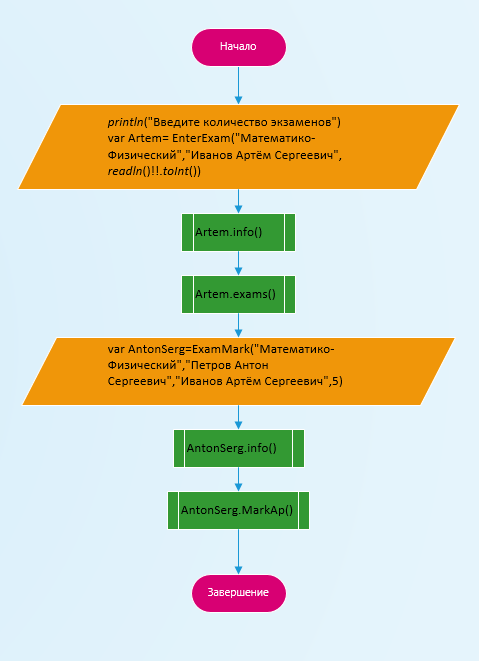 Начало
println("Введите количество экзаменов")
var Artem= EnterExam("Математико-
Физический","Иванов Артём Сергеевич",
readln()!!.toInt())
Artem.info()
Artem.exams()
var AntonSerg=ExamMark("Математико-
Физический","Петров Антон
Сергеевич","Иванов Артём Сергеевич",5)
AntonSerg.info()
AntonSerg.MarkAp()
Завершение